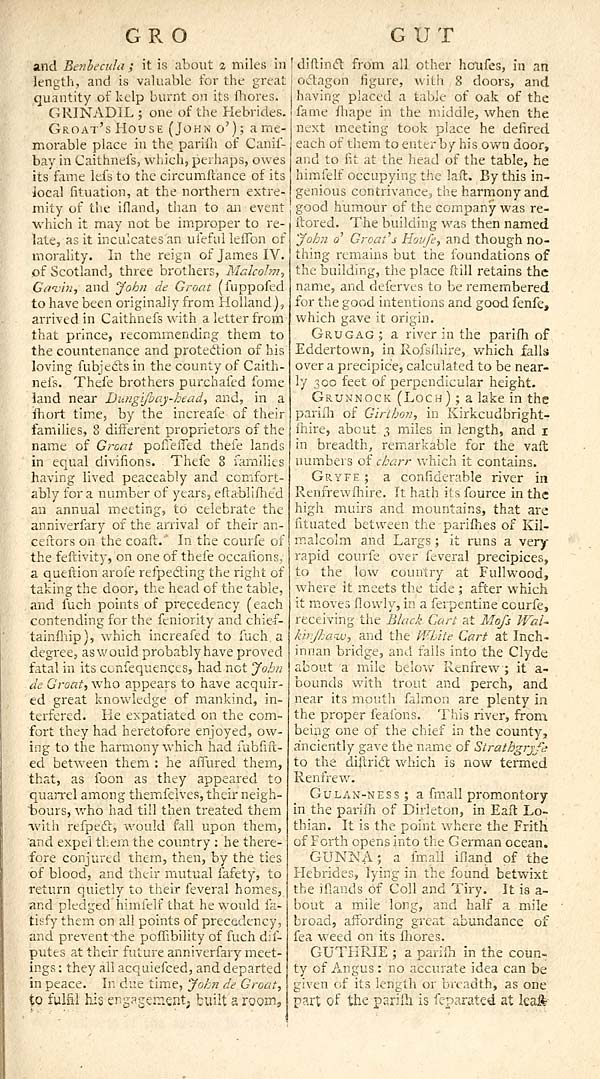 GRO
and Benbecula; it is about 2 miles in
length, and is valuable for the great
quantity of kelp burnt on its ſhores.
GRINADIL; one of the Hebrides.
GROAT's HOUSE (JOHN O'); a me-
morable place in the pariſh of Caniſ-
bay in Caithneſs, which, perhaps, owes
its fame leſs to the circumſtance of its
local ſituation, at the northern extre-
mity of the iſland, than to an event
which it may not be improper to re-
late, as it inculcates an uſeful leſſon of
morality. In the reign of James IV.
of Scotland, three brothers, Malcolm,
Gavin, and John de Groat (ſuppoſed
to have been originally from Holland),
arrived in Caithneſs with a letter from
that prince, recommending them to
the countenance and protection of his
loving ſubjects in the county of Caith-
neſs. Theſe brothers purchaſed ſome
land near Dungiſbay-head, and, in a
ſhort time, by the increaſe of their
families, 8 different proprietors of the
name of Groat poſſeſſed theſe lands
in equal diviſions. Theſe 8 families
having lived peaceably and comfort-
ably for a number of years, eſtabliſhed
an annual meeting, to celebrate the
anniverſary of the arrival of their an-
ceſtors on the coaſt. In the courſe of
the feſtivity, on one of theſe occaſions,
a queſtion aroſe reſpecting the right of
taking the door, the head of the table,
and ſuch points of precedency (each
contending for the ſeniority and chief-
tainſhip), which increaſed to ſuch a
degree, as would probably have proved
fatal in its conſequences, had not John
de Groat, who appears to have acquir-
ed great knowledge of mankind, in-
terfered. He expatiated on the com-
fort they had heretofore enjoyed, ow-
ing to the harmony which had ſubſiſt-
ed between them: he aſſured them,
that, as ſoon as they appeared to
quarrel among themſelves, their neigh-
bours, who had till then treated them
with reſpect, would fall upon them,
and expel them the country: he there-
fore conjured them, then, by the ties
of blood, and their mutual ſafety, to
return quietly to their ſeveral homes,
and pledged himſelf that he would ſa-
tisfy them on all points of precedency,
and prevent the poſſibility of ſuch diſ-
putes at their future anniverſary meet-
ings: they all acquieſced, and departed
in peace. In due time, John de Groat,
to fulfil his engagement, built a room,
GUT
diſtinct from all other houſes, in an
octagon figure, with 8 doors, and
having placed a table of oak of the
ſame ſhape in the middle, when the
next meeting took place he deſired
each of them to enter by his own door,
and to ſit at the head of the table, he
himſelf occupying the laſt. By this in-
genious contrivance, the harmony and
good humour of the company was re-
ſtored. The building was then named
John o' Groat's Houſe, and though no-
thing remains but the foundations of
the building, the place ſtill retains the
name, and deſerves to be remembered
for the good intentions and good ſenſe,
which gave it origin.
GRUGAG; a river in the pariſh of
Eddertown, in Roſsſhire, which falls
over a precipice, calculated to be near-
ly 300 feet of perpendicular height.
GRUNNOCK (LOCH); a lake in the
pariſh of Girthon, in Kirkcudbright-
ſhire, about 3 miles in length, and 1
in breadth, remarkable for the vaſt
numbers of charr which it contains.
GRYFE; a conſiderable river in
Renfrewſhire. It hath its ſource in the
high muirs and mountains, that are
ſituated between the pariſhes of Kil-
malcolm and Largs; it runs a very
rapid courſe over ſeveral precipices,
to the low country at Fullwood,
where it meets the tide; after which
it moves ſlowly, in a ſerpentine courſe,
receiving the Black Cart at Moſs Wal-
kinſhaw, and the White Cart at Inch-
innan bridge, and falls into the Clyde
about a mile below Renfrew; it a-
bounds with trout and perch, and
near its mouth ſalmon are plenty in
the proper ſeaſons. This river, from
being one of the chief in the county,
anciently gave the name of Strathgryfe
to the diſtrict which is now termed
Renfrew.
GULAN-NESS; a ſmall promontory
in the pariſh of Dirleton, in Eaſt Lo-
thian. It is the point where the Frith
of Forth opens into the German ocean.
GUNNA; a ſmall iſland of the
Hebrides, lying in the ſound betwixt
the iſlands of Coll and Tiry. It is a-
bout a mile long, and half a mile
broad, affording great abundance of
ſea weed on its ſhores.
GUTHRIE; a pariſh in the coun-
ty of Angus: no accurate idea can be
given of its length or breadth, as one
part of the pariſh is ſeparated at leaſt